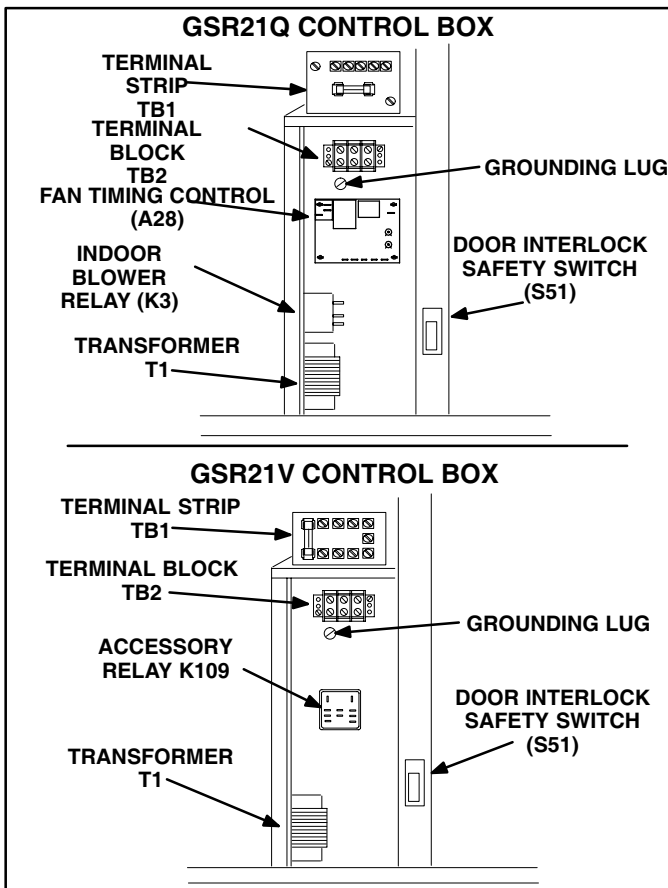 GSR21Q CONTROL BOX
TERMINAL
STRIP
TB1
TERMINAL
BLOCK
TB2
FAN TIMING CONTROL
(A28)
GROUNDING LUG
INDOOR
BLOWER
RELAY (K3)
DOOR INTERLOCK
SAFETY SWITCH
(S51)
TRANSFORMER
T1
GSR21V CONTROL BOX
TERMINAL STRIP
TB1
TERMINAL BLOCK
TB2
GROUNDING LUG
ACCESSORY
RELAY K109
DOOR INTERLOCK
SAFETY SWITCH
(S51)
TRANSFORMER
T1